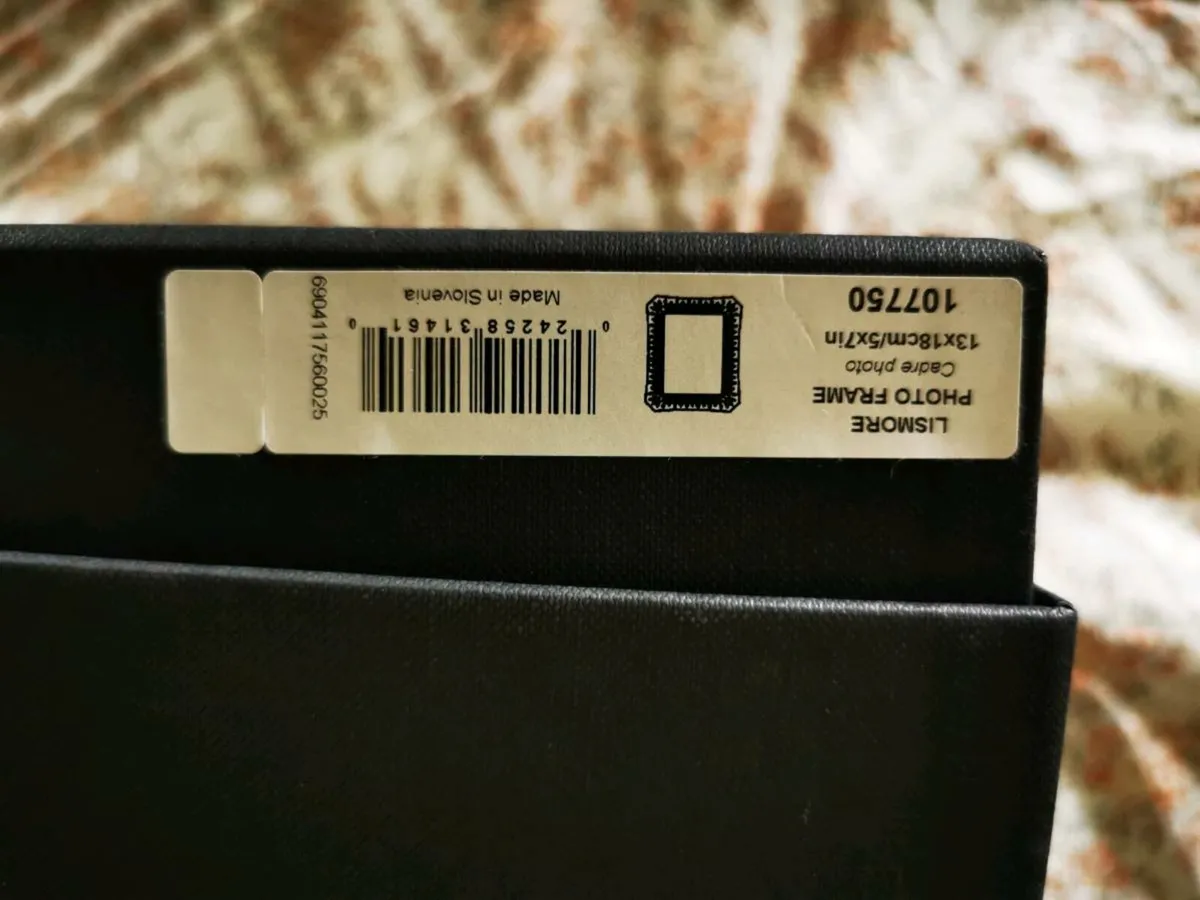 LISMORE
PHOTO FRAME
Cadre photo
13x18cm/5x7in
107750
0 24258 31461 0
Made in Slovenia
6904117560025